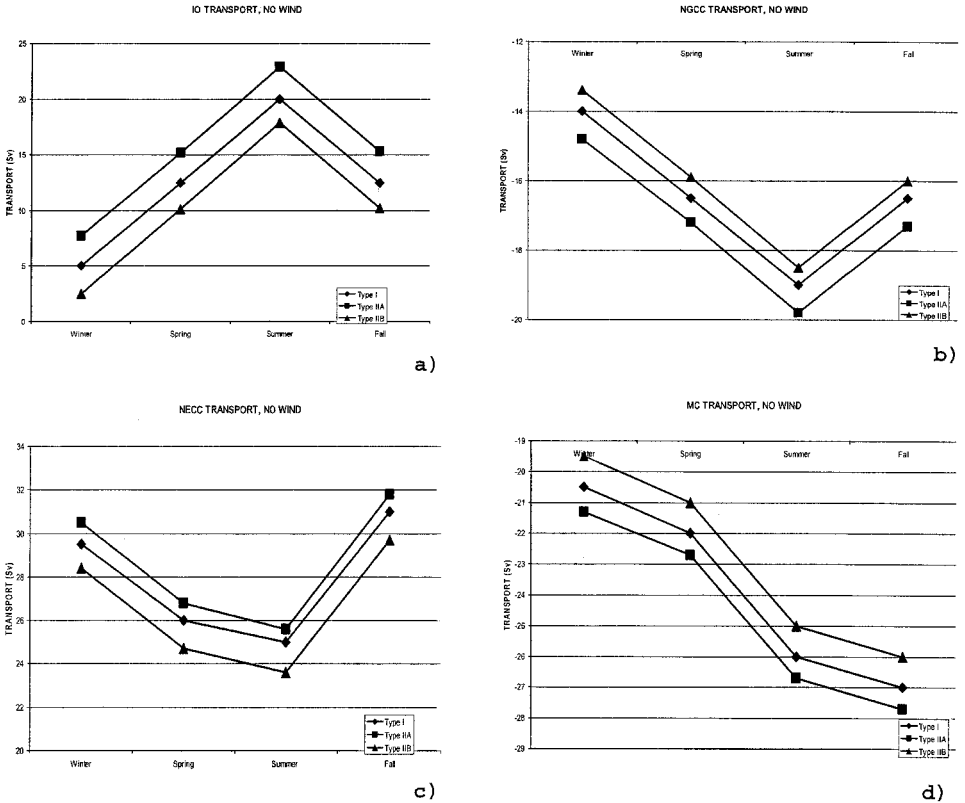 IO TRANSPORT, NO WIND
TRANSPORT (Sv)
25
20
15
10
5
0
Winter Spring Summer Fall
Type I
Type IIA
Type IIB
a)
NGCC TRANSPORT, NO WIND
TRANSPORT (Sv)
-12
Winter Spring Summer Fall
-14
-16
-18
-20
Type I
Type IIA
Type IIB
b)
NECC TRANSPORT, NO WIND
TRANSPORT (Sv)
34
32
30
28
26
24
22
20
Winter Spring Summer Fall
Type I
Type IIA
Type IIB
c)
MC TRANSPORT, NO WIND
TRANSPORT (Sv)
-19
Winter Spring Summer Fall
-20
-21
-22
-23
-24
-25
-26
-27
-28
-29
Type I
Type IIA
Type IIB
d)